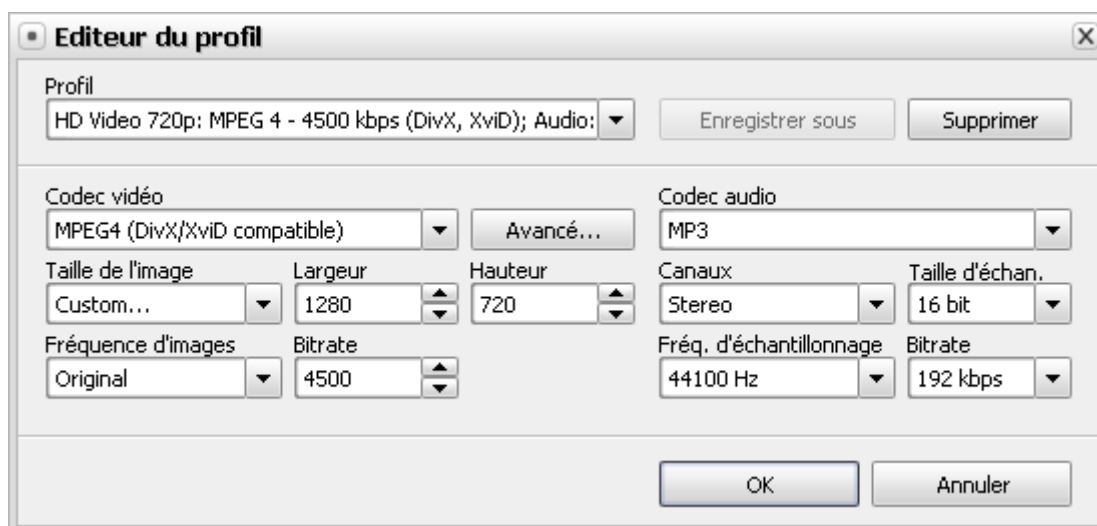 Editeur du profil
Profil
HD Video 720p: MPEG 4 - 4500 kbps (DivX, XviD); Audio:
Enregistrer sous
Supprimer
Codec vidéo
MPEG4 (DivX/XviD compatible)
Avancé...
Codec audio
MP3
Taille de l'image
Largeur
Hauteur
Custom...
1280
720
Canaux
Taille d'échan.
Stereo
16 bit
Fréquence d'images
Bitrate
Original
4500
Fréq. d'échantillonnage
Bitrate
44100 Hz
192 kbps
OK
Annuler